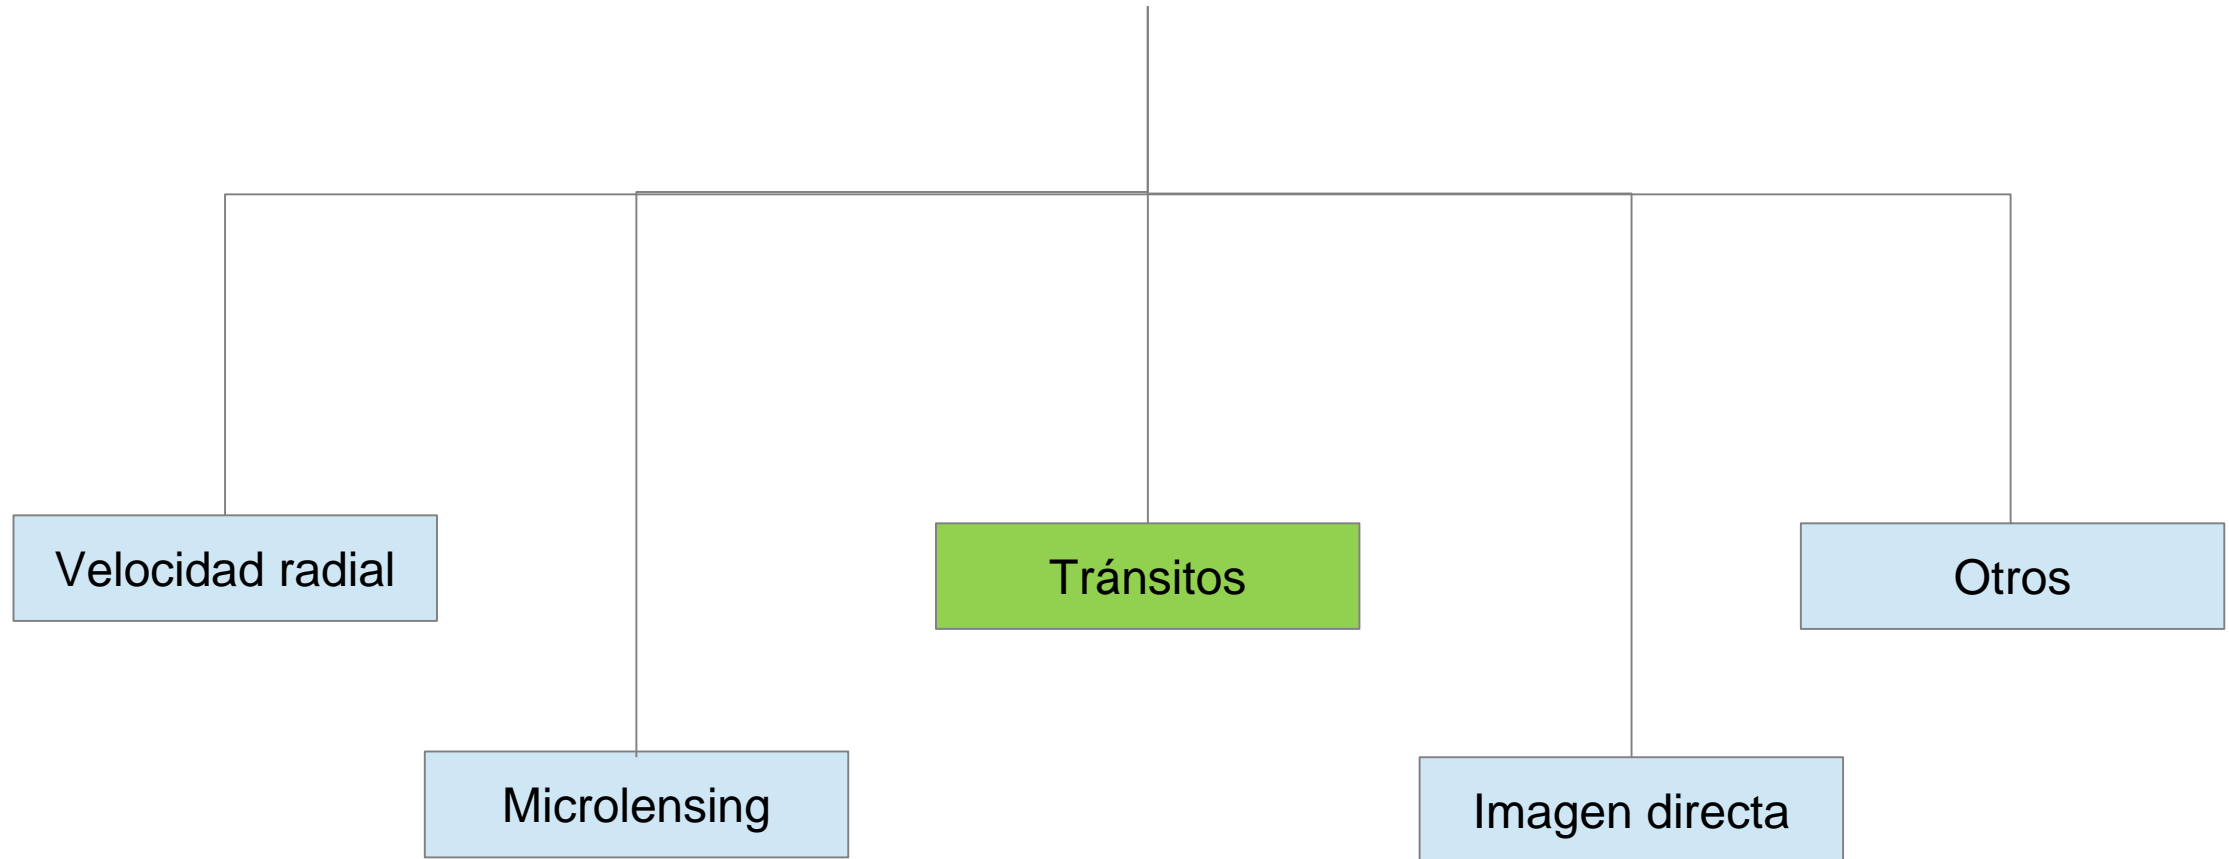 Velocidad radial
Tránsitos
Otros
Microlensing
Imagen directa